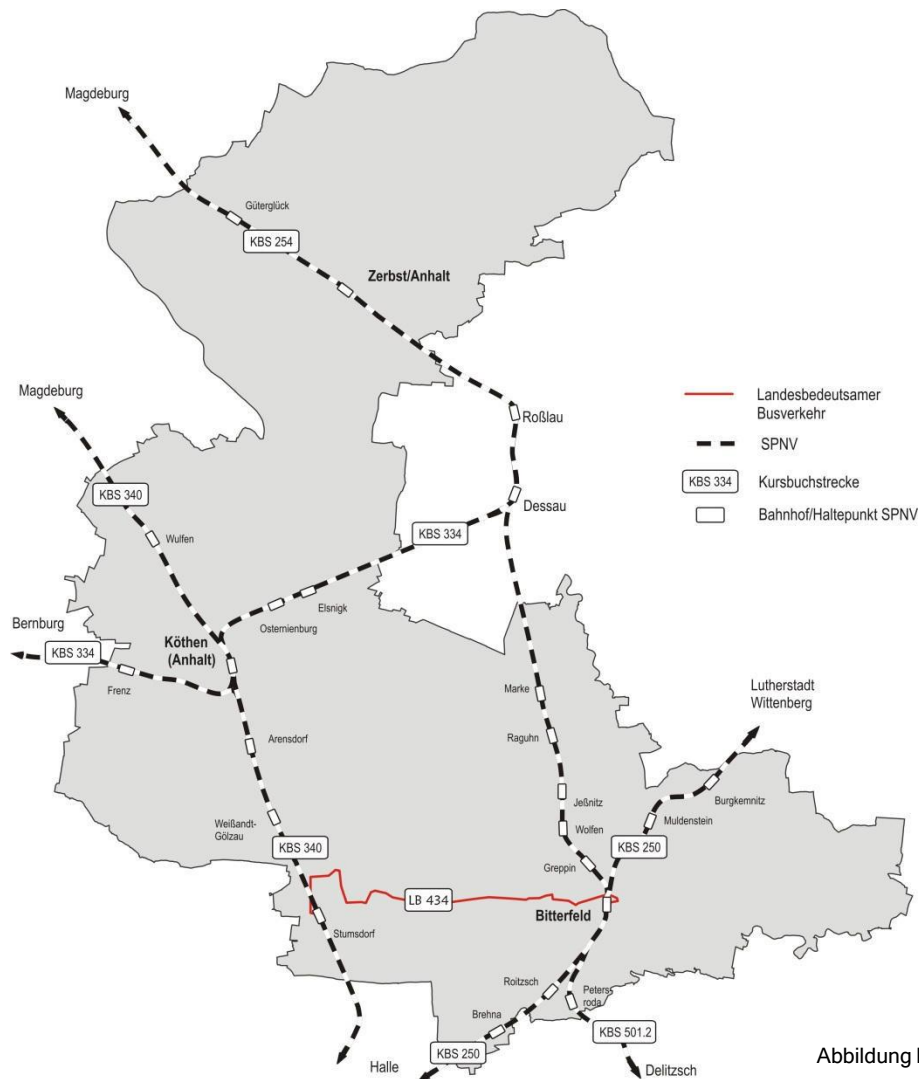 Magdeburg
Güterglück
KBS 254
Zerbst/Anhalt
Magdeburg
Roßlau
Landesbedeutsamer
Busverkehr
SPNV
KBS 334
Kursbuchstrecke
Bahnhof/Haltepunkt SPNV
KBS 340
Dessau
KBS 334
Wulfen
Elsnigk
Osternienburg
Bernburg
KBS 334
Köthen
(Anhalt)
Frenz
Marke
Lutherstadt
Wittenberg
Raguhn
Arensdorf
Burgkemnitz
Jeßnitz
Muldenstein
Weißandt-
Gölzau
Wolfen
KBS 340
KBS 250
Greppin
LB 434
Bitterfeld
Stumsdorf
Roitzsch
Peters-
roda
Brehna
KBS 501.2
KBS 250
Halle
Delitzsch
Abbildung